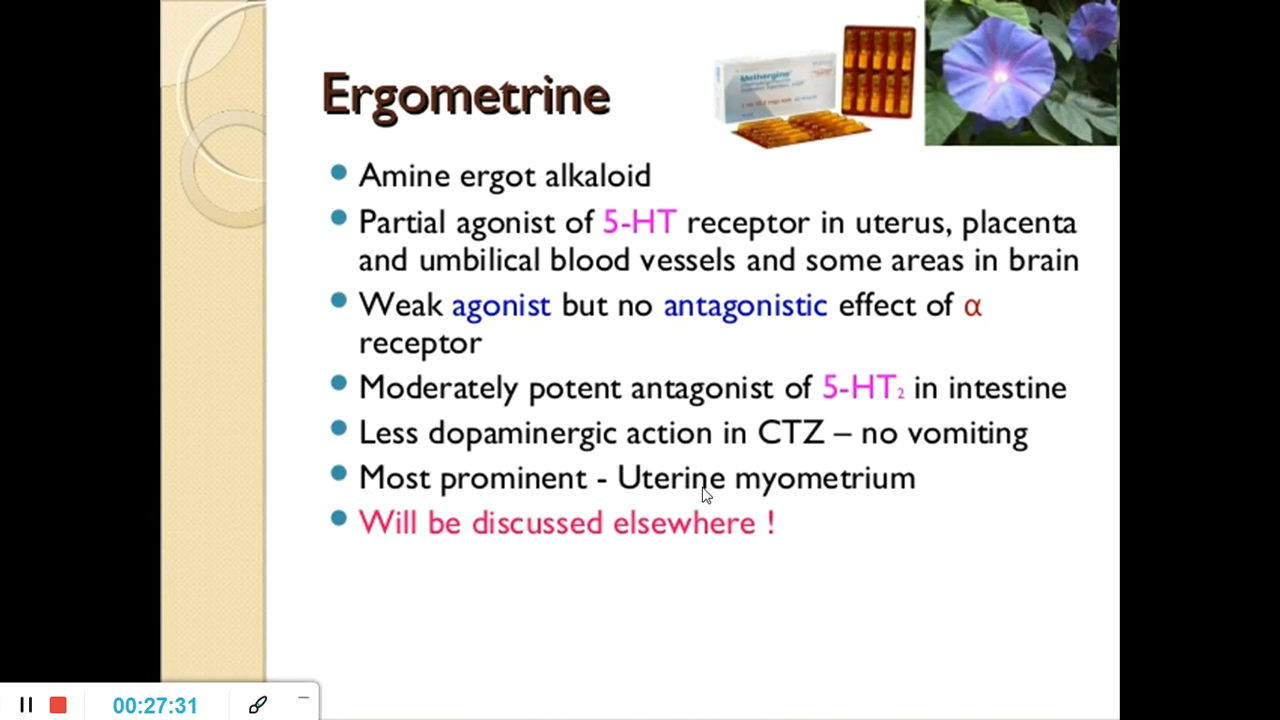 Ergometrine
Methergine
Amine ergot alkaloid
Partial agonist of 5-HT receptor in uterus, placenta
and umbilical blood vessels and some areas in brain
Weak agonist but no antagonistic effect of α
receptor
Moderately potent antagonist of 5-HT₂ in intestine
Less dopaminergic action in CTZ – no vomiting
Most prominent - Uterine myometrium
Will be discussed elsewhere !
00:27:31